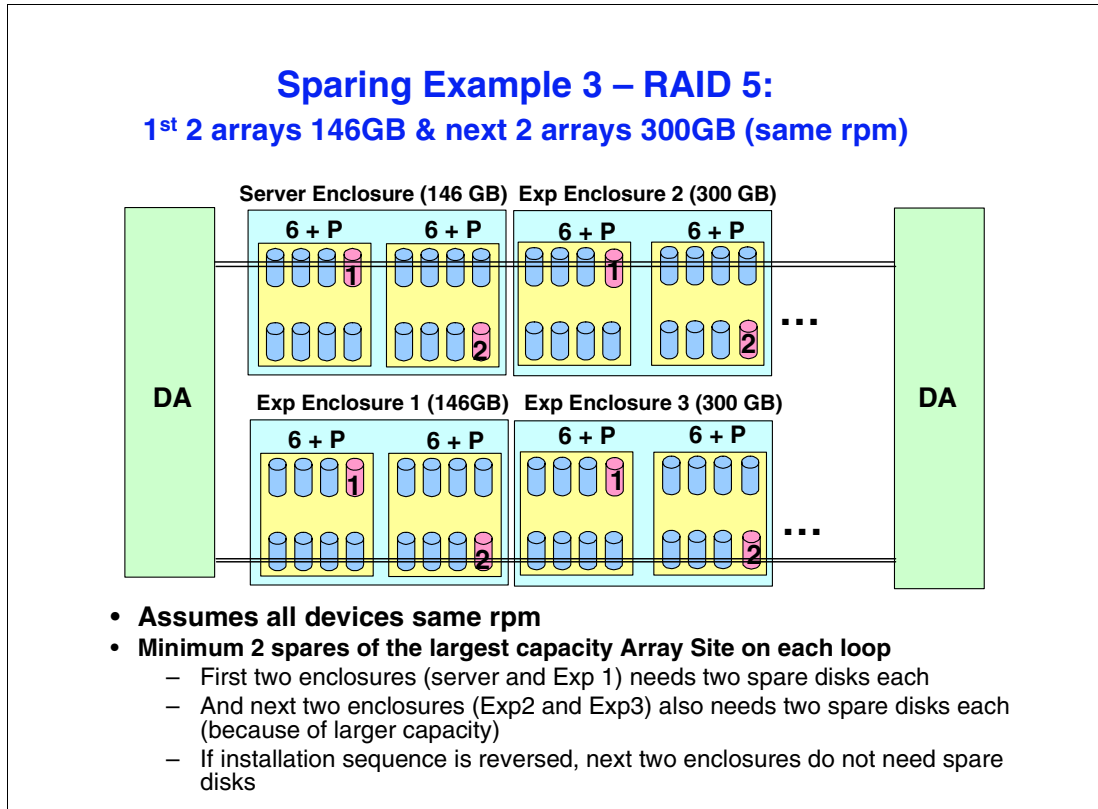 Sparing Example 3 – RAID 5:
1st 2 arrays 146GB & next 2 arrays 300GB (same rpm)
Server Enclosure (146 GB) Exp Enclosure 2 (300 GB)
6 + P 6 + P 6 + P 6 + P
1 1
2 2
...
DA DA
Exp Enclosure 1 (146GB) Exp Enclosure 3 (300 GB)
6 + P 6 + P 6 + P 6 + P
1 1
2 2
...
• Assumes all devices same rpm
• Minimum 2 spares of the largest capacity Array Site on each loop
– First two enclosures (server and Exp 1) needs two spare disks each
– And next two enclosures (Exp2 and Exp3) also needs two spare disks each
(because of larger capacity)
– If installation sequence is reversed, next two enclosures do not need spare
disks